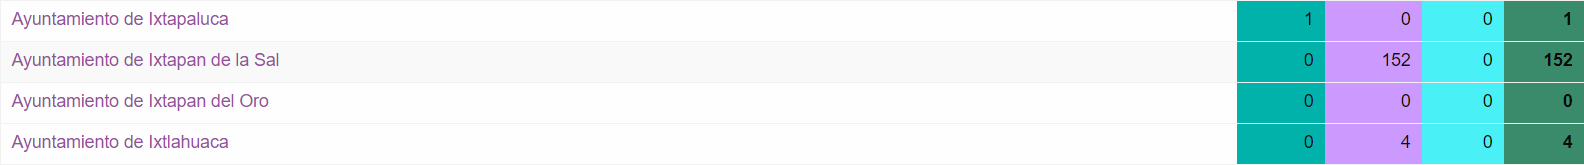 Ayuntamiento de Ixtapaluca 1 0 0 1
Ayuntamiento de Ixtapan de la Sal 0 152 0 152
Ayuntamiento de Ixtapan del Oro 0 0 0 0
Ayuntamiento de Ixtlahuaca 0 4 0 4